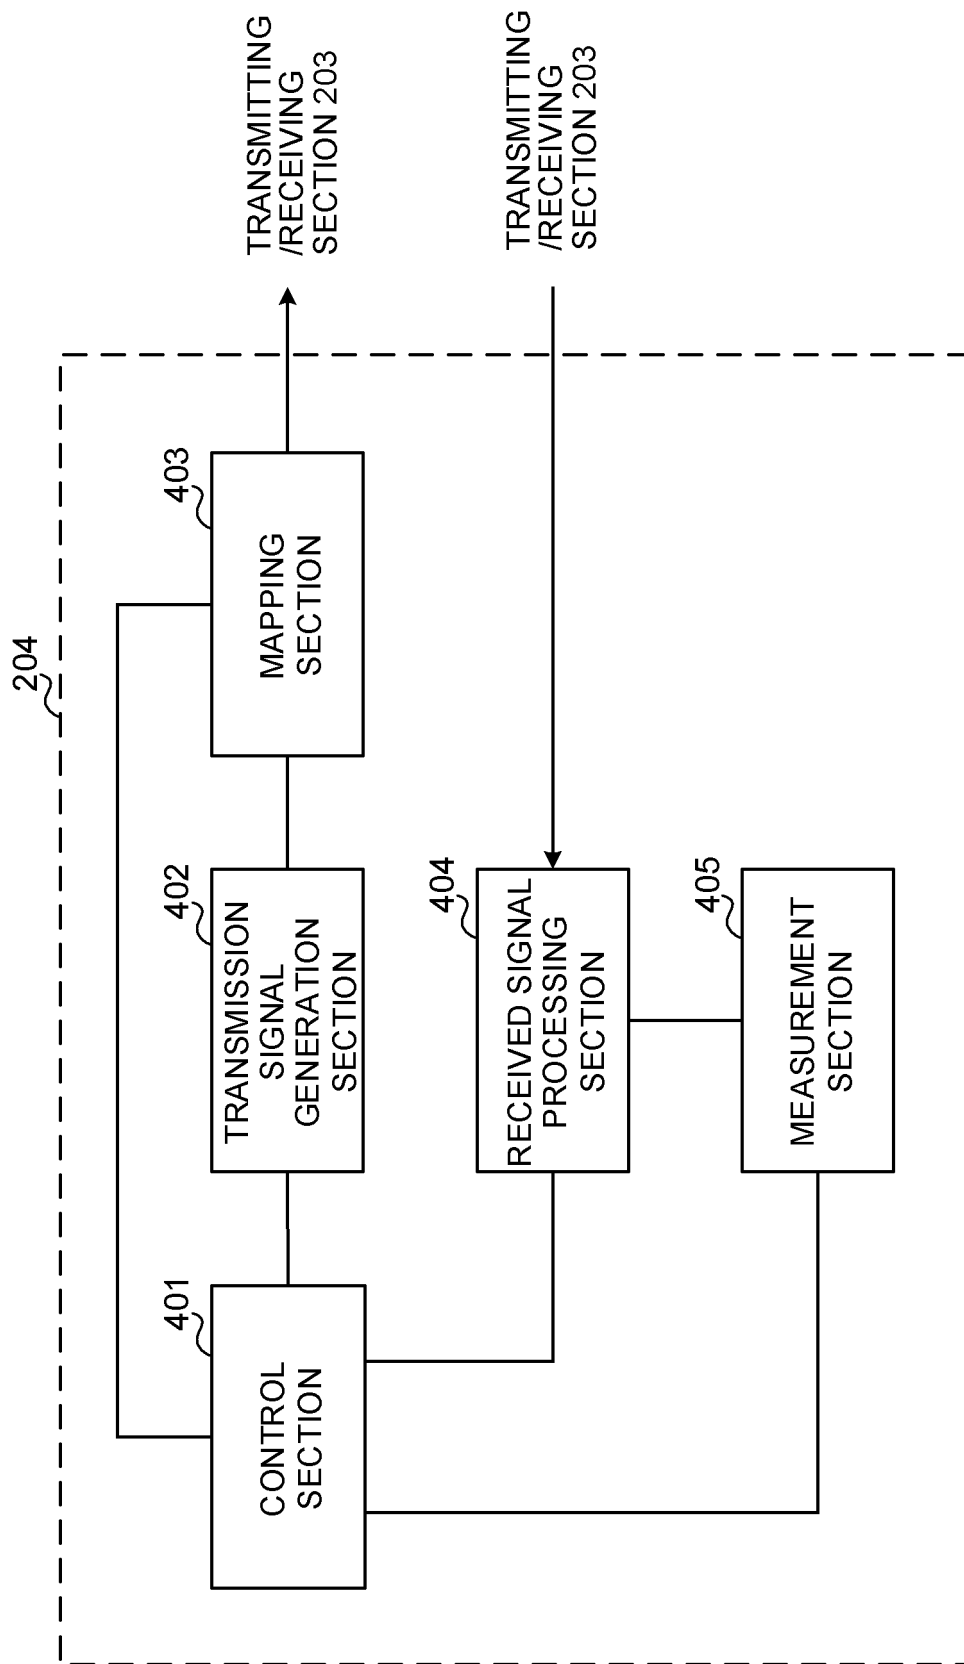 204
401
CONTROL
SECTION
402
TRANSMISSION
SIGNAL
GENERATION
SECTION
403
MAPPING
SECTION
TRANSMITTING
/RECEIVING
SECTION 203
404
RECEIVED SIGNAL
PROCESSING
SECTION
TRANSMITTING
/RECEIVING
SECTION 203
405
MEASUREMENT
SECTION